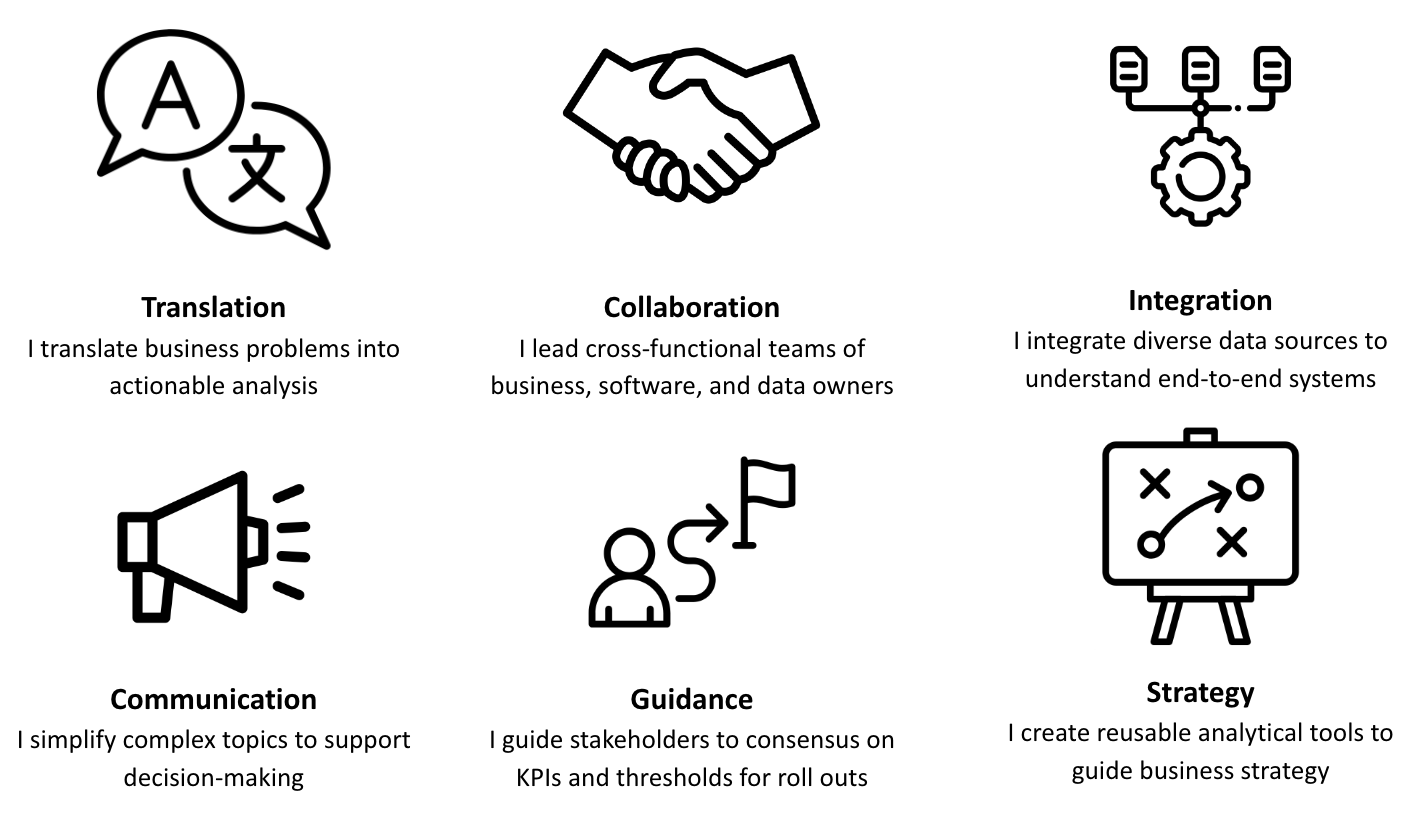 A
文
Translation
I translate business problems into
actionable analysis
Collaboration
I lead cross-functional teams of
business, software, and data owners
Integration
I integrate diverse data sources to
understand end-to-end systems
Communication
I simplify complex topics to support
decision-making
Guidance
I guide stakeholders to consensus on
KPIs and thresholds for roll outs
Strategy
I create reusable analytical tools to
guide business strategy